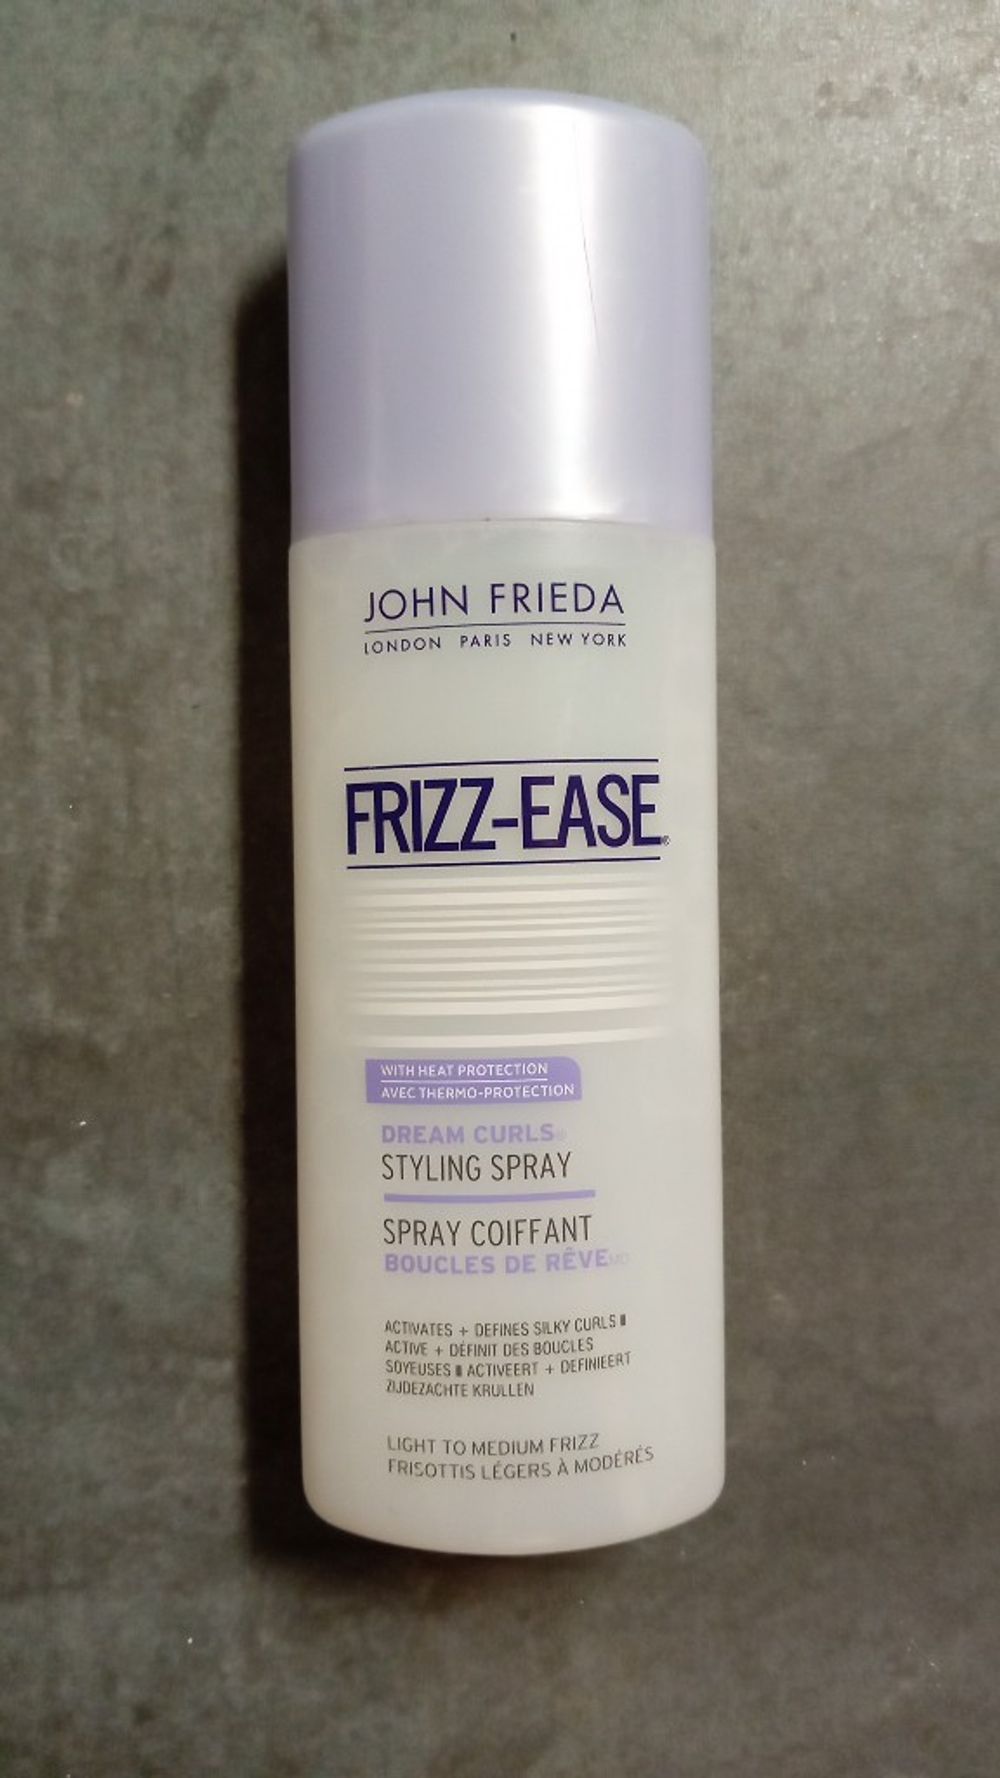 JOHN FRIEDA
LONDON PARIS NEW YORK
FRIZZ-EASE®
WITH HEAT PROTECTION
AVEC THERMO-PROTECTION
DREAM CURLS®
STYLING SPRAY
SPRAY COIFFANT
BOUCLES DE RÊVE
ACTIVATES + DEFINES SILKY CURLS
ACTIVE + DÉFINIT DES BOUCLES
SOYEUSES ACTIVEERT + DEFINIEERT
ZIJDEZACHTE KRULLEN
LIGHT TO MEDIUM FRIZZ
FRISOTTIS LÉGERS À MODÉRÉS